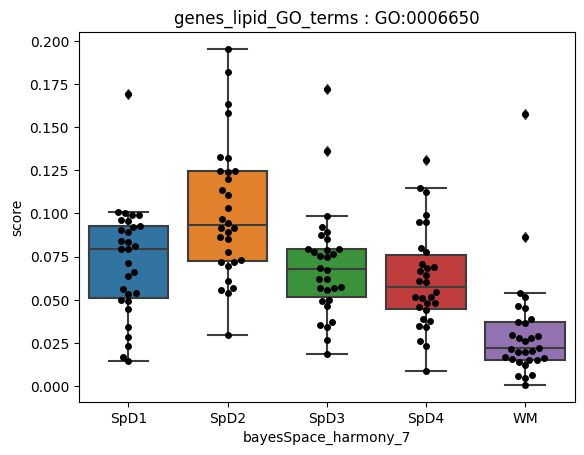 genes_lipid_GO_terms : GO:0006650
0.200
0.175
0.150
0.125
0.100
0.075
0.050
0.025
0.000
score
SpD1 SpD2 SpD3 SpD4 WM
bayesSpace_harmony_7